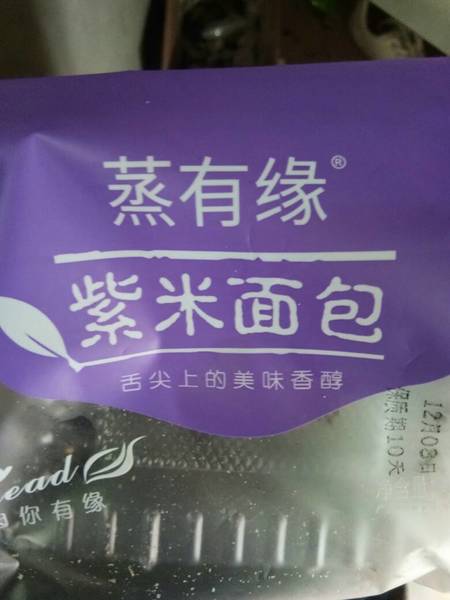 蒸有缘®
紫米面包
舌尖上的美味香醇
12月03日
保质期10天
ead
你有缘